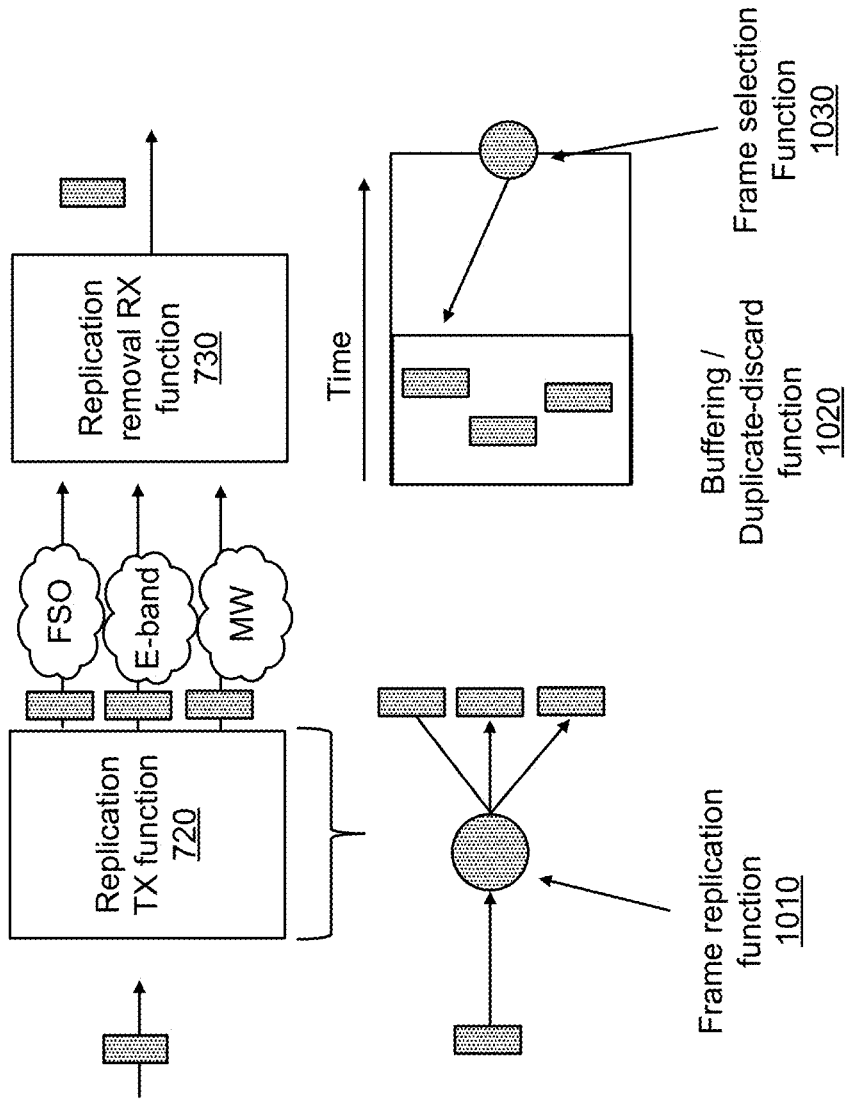 Replication
TX function
720
FSO
E-band
MW
Replication
removal RX
function
730
Time
Frame replication
function
1010
Buffering /
Duplicate-discard
function
1020
Frame selection
Function
1030